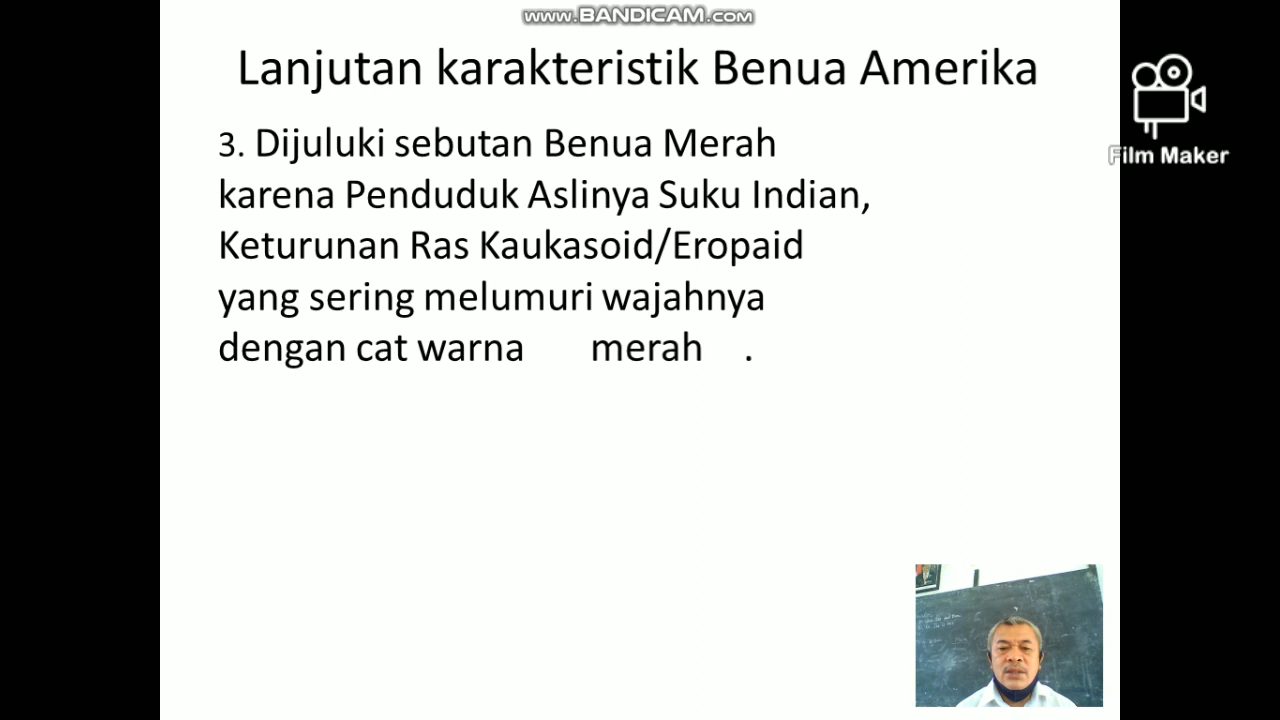 www.BANDICAM.com
Lanjutan karakteristik Benua Amerika
Film Maker
3. Dijuluki sebutan Benua Merah
karena Penduduk Aslinya Suku Indian,
Keturunan Ras Kaukasoid/Eropaid
yang sering melumuri wajahnya
dengan cat warna merah .